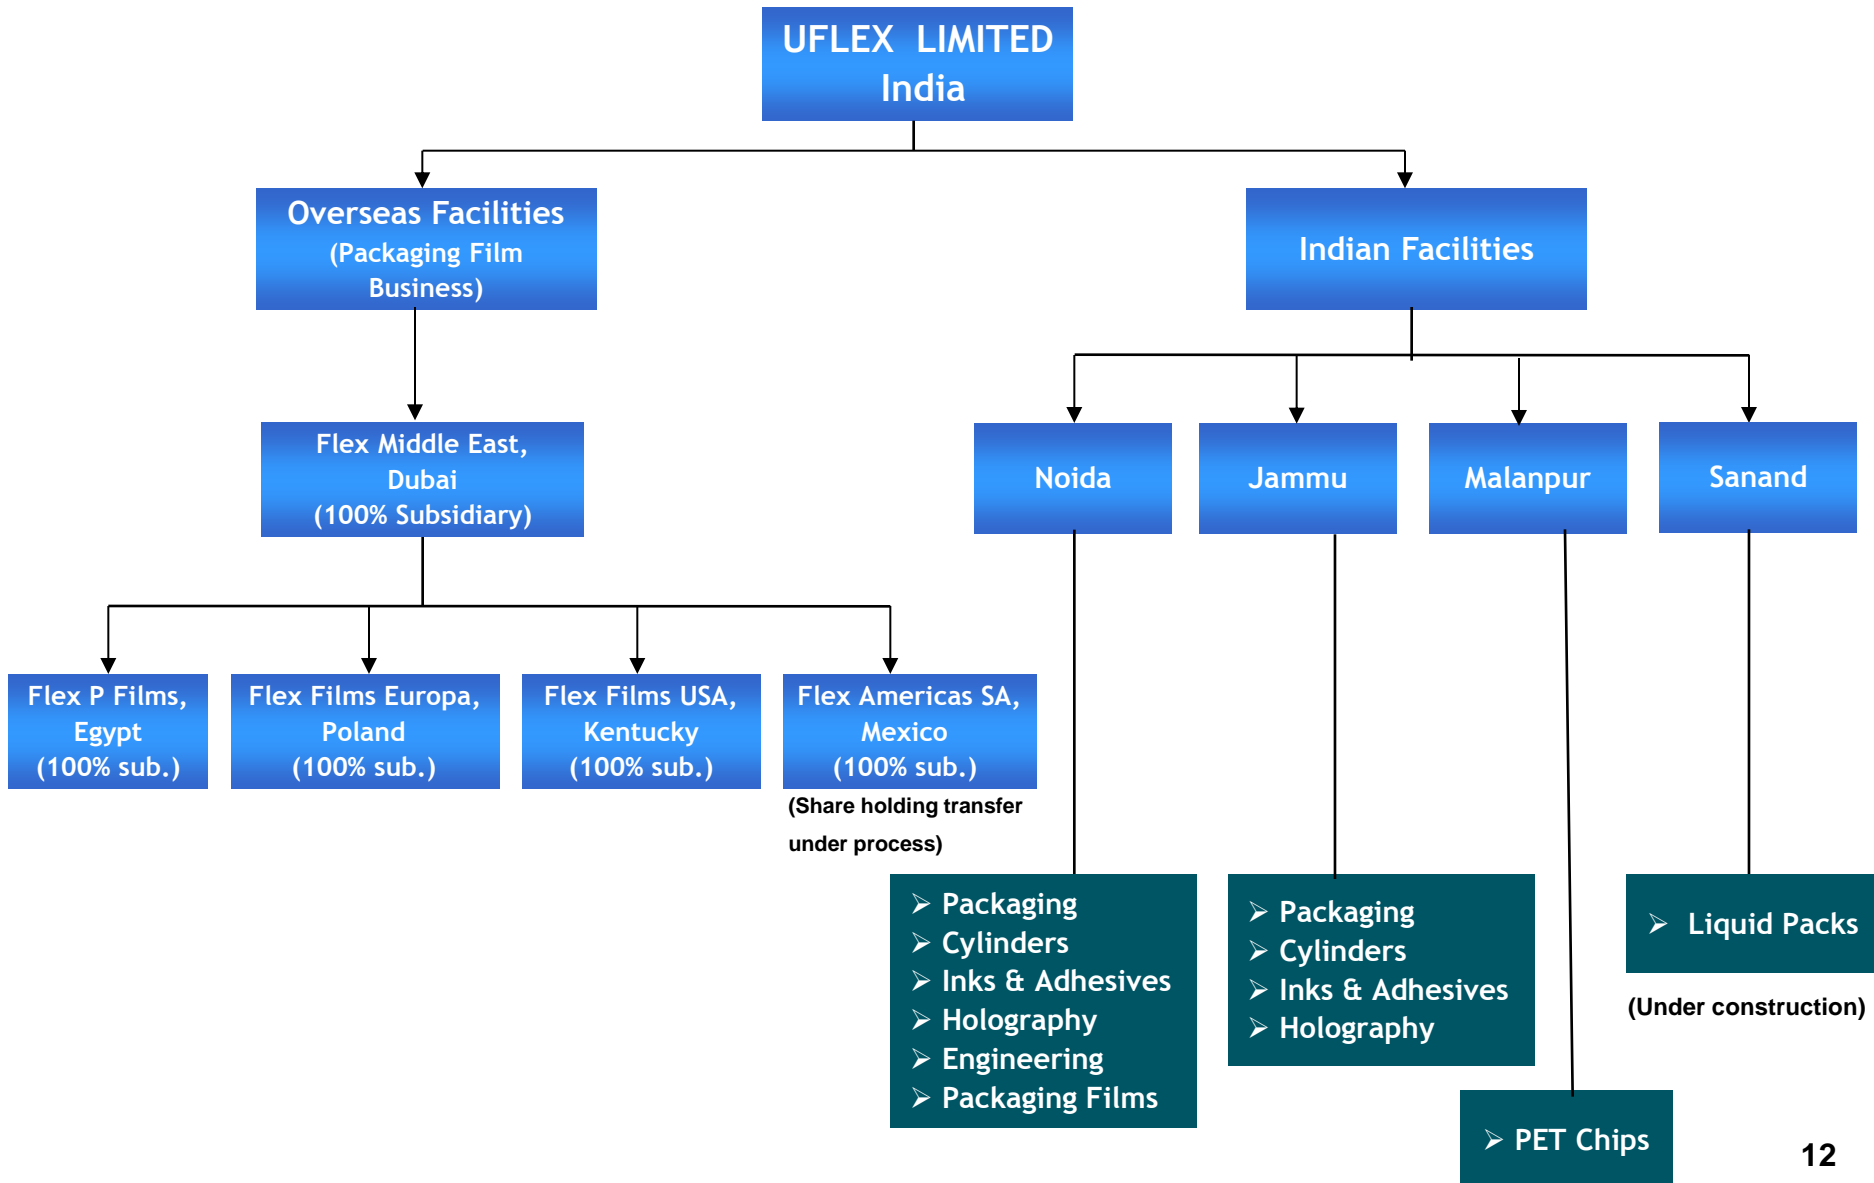 UFLEX LIMITED
India
Overseas Facilities
(Packaging Film
Business)
Indian Facilities
Flex Middle East,
Dubai
(100% Subsidiary)
Noida
Jammu
Malanpur
Sanand
Flex P Films,
Egypt
(100% sub.)
Flex Films Europa,
Poland
(100% sub.)
Flex Films USA,
Kentucky
(100% sub.)
Flex Americas SA,
Mexico
(100% sub.)
(Share holding transfer
under process)
➢ Packaging
➢ Cylinders
➢ Inks & Adhesives
➢ Holography
➢ Engineering
➢ Packaging Films
➢ Packaging
➢ Cylinders
➢ Inks & Adhesives
➢ Holography
➢ Liquid Packs
(Under construction)
➢ PET Chips
12